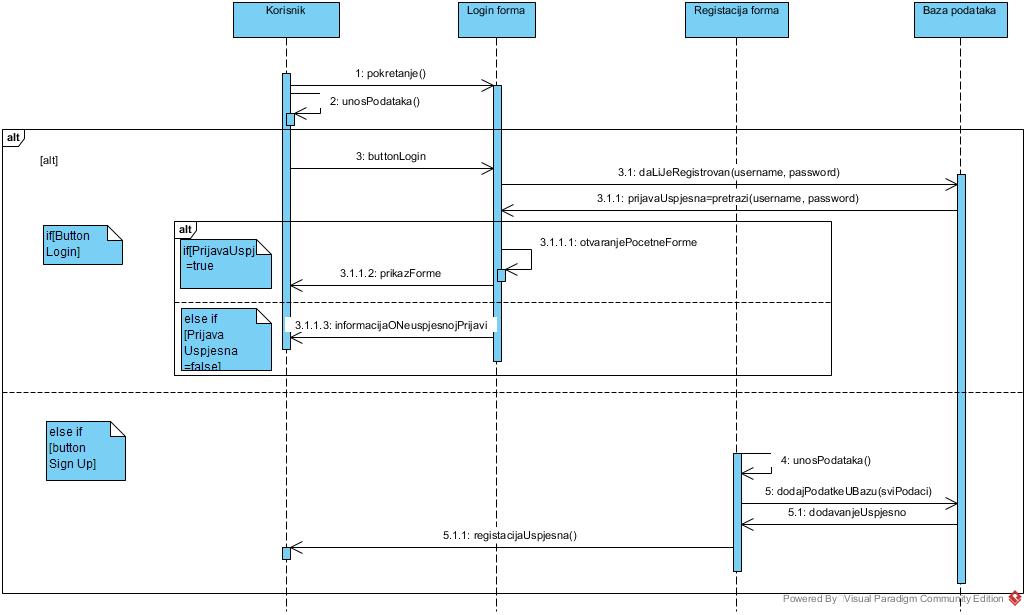 Korisnik
Login forma
Registacija forma
Baza podataka
1: pokretanje()
2: unosPodataka()
alt
[alt]
3: buttonLogin
3.1: daLiJeRegistrovan(username, password)
3.1.1: prijavaUspjesna=pretrazi(username, password)
if[Button
Login]
alt
if[PrijavaUspj
=true
3.1.1.1: otvaranjePocetneForme
3.1.1.2: prikazForme
else if
[Prijava
Uspjesna
=false]
3.1.1.3: informacijaONeuspjesnojPrijavi
else if
[button
Sign Up]
4: unosPodataka()
5: dodajPodatkeUBazu(sviPodaci)
5.1: dodavanjeUspjesno
5.1.1: registacijaUspjesna()
Powered By Visual Paradigm Community Edition